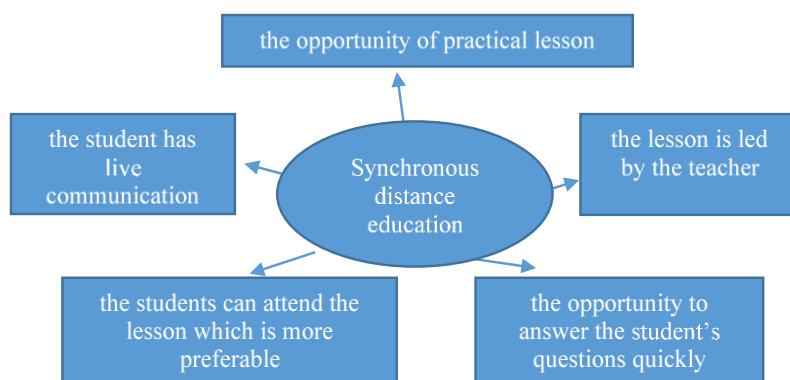 the opportunity of practical lesson
the student has
live
communication
Synchronous
distance
education
the lesson is led
by the teacher
the students can attend the
lesson which is more
preferable
the opportunity to
answer the student’s
questions quickly